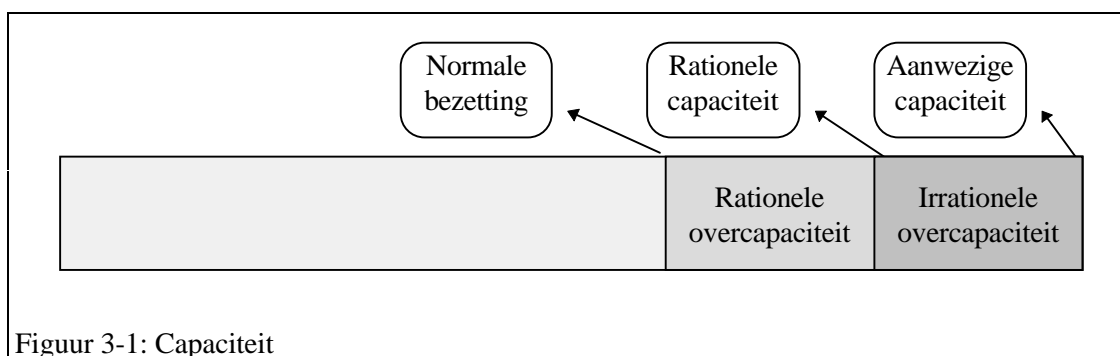 Normale
bezetting
Rationele
capaciteit
Aanwezige
capaciteit
Rationele
overcapaciteit
Irrationele
overcapaciteit
Figuur 3-1: Capaciteit